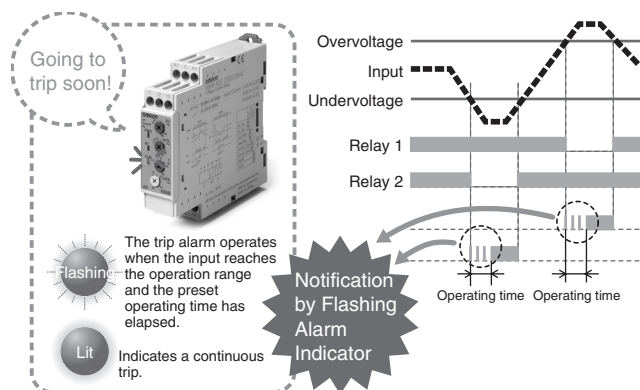 Going to
trip soon!
Flashing
The trip alarm operates
when the input reaches
the operation range
and the preset
operating time has
elapsed.
Lit
Indicates a continuous
trip.
Notification
by Flashing
Alarm
Indicator
Overvoltage
Input
Undervoltage
Relay 1
Relay 2
Operating time
Operating time